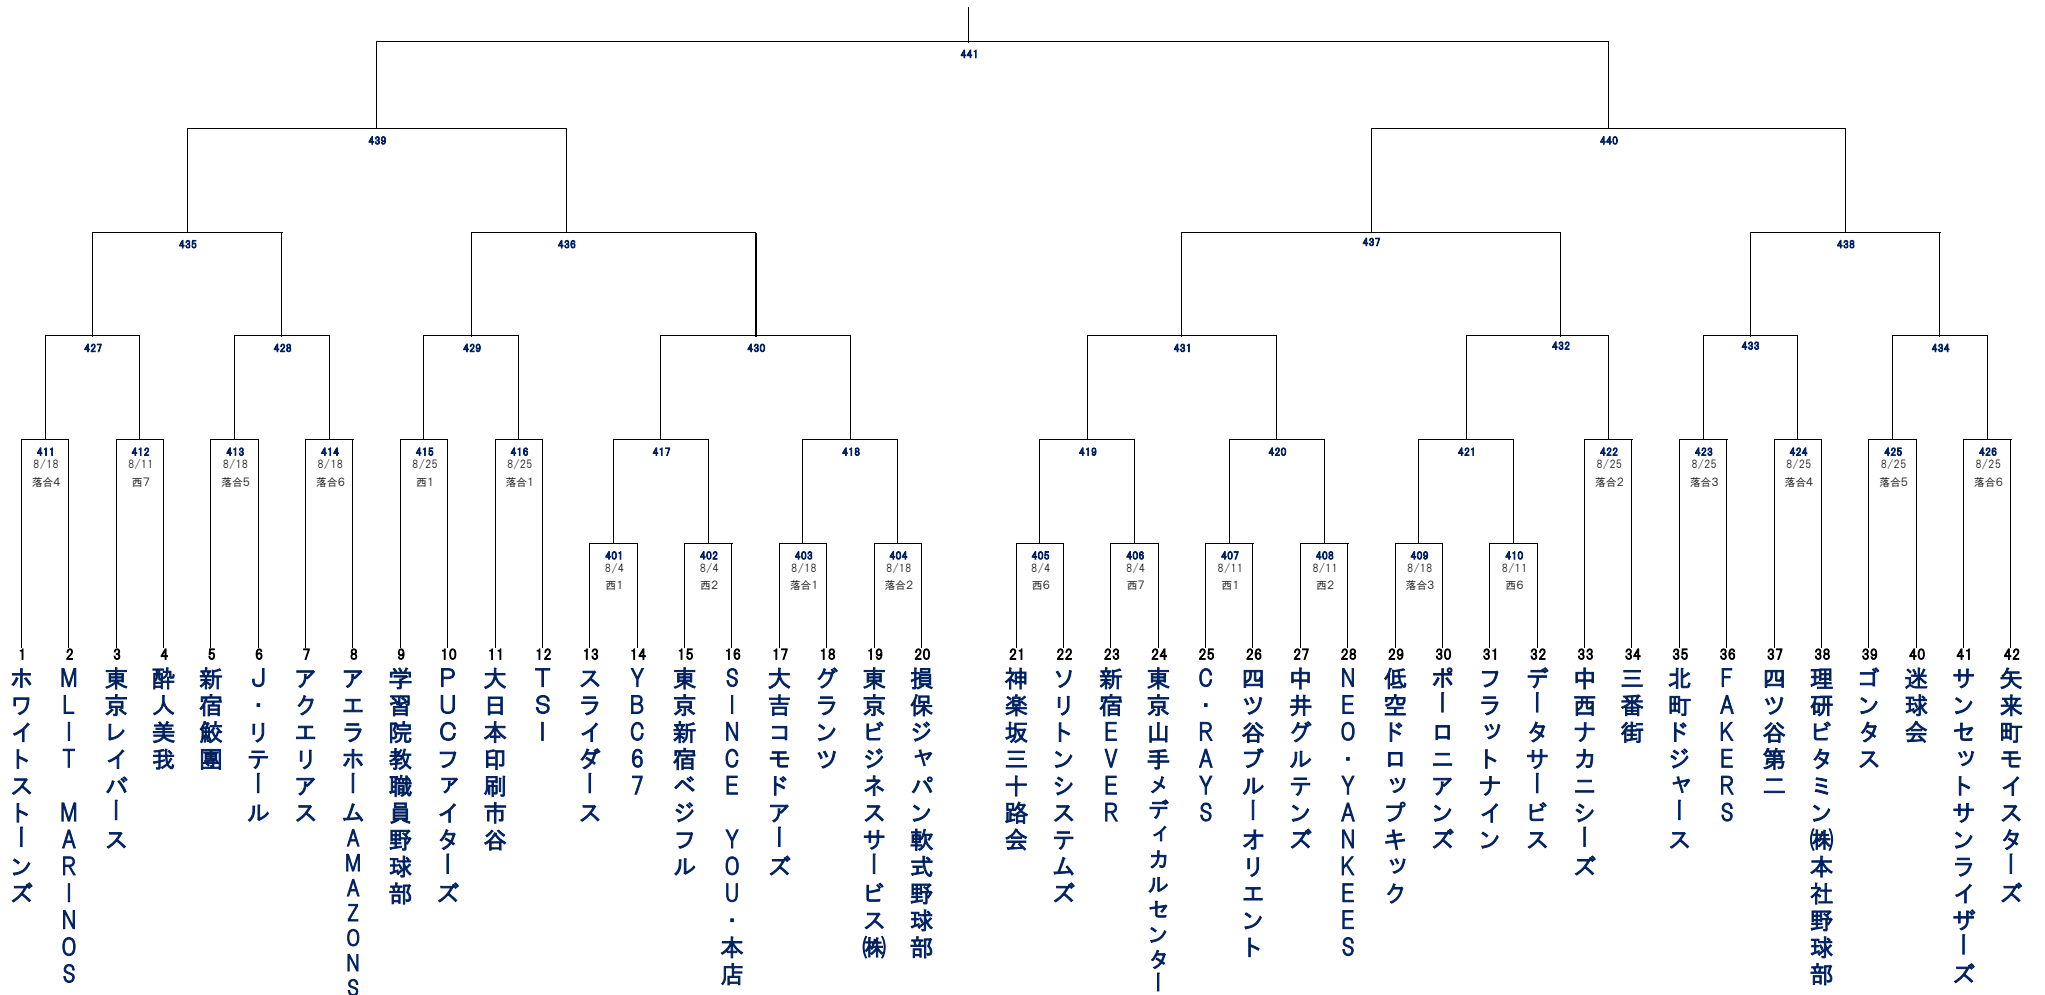 441
439
440
435
436
437
438
427
428
429
430
431
432
433
434
411
8/18
落合4
412
8/11
西7
413
8/18
落合5
414
8/18
落合6
415
8/25
西1
416
8/25
落合1
417
418
419
420
421
422
8/25
落合2
423
8/25
落合3
424
8/25
落合4
425
8/25
落合5
426
8/25
落合6
401
8/4
西1
402
8/4
西2
403
8/18
落合1
404
8/18
落合2
405
8/4
西6
406
8/4
西7
407
8/11
西1
408
8/11
西2
409
8/18
落合3
410
8/11
西6
1
ホワイトストーンズ
2
MLIT MARINOS
3
東京レイバース
4
酔人美我
5
新宿鮫團
6
J・リテール
7
アクエリアス
8
アエラホームAMAZONS
9
学習院教職員野球部
10
PUCファイターズ
11
大日本印刷市谷
12
TSI
13
スライダース
14
YBC67
15
東京新宿ベジフル
16
SINCE YOU・本店
17
大吉コモドアーズ
18
グランツ
19
東京ビジネスサービス㈱
20
損保ジャパン軟式野球部
21
神楽坂三十路会
22
ソリトンシステムズ
23
新宿EVER
24
東京山手メディカルセンター
25
C・RAYS
26
四ツ谷ブルーオリエント
27
中井グルテンズ
28
NEO・YANKEES
29
低空ドロップキック
30
ポーロニアンズ
31
フラットナイン
32
データサービス
33
中西ナカニシーズ
34
三番街
35
北町ドジャース
36
FAKERS
37
四ツ谷第二
38
理研ビタミン㈱本社野球部
39
ゴンタス
40
迷球会
41
サンセットサンライザーズ
42
矢来町モイスターズ